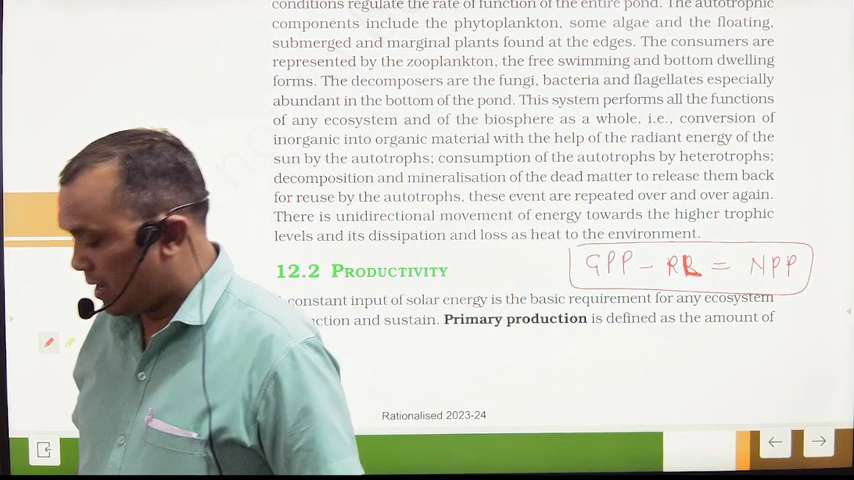 conditions regulate the rate of function of the entire pond. The autotrophic
components include the phytoplankton, some algae and the floating,
submerged and marginal plants found at the edges. The consumers are
represented by the zooplankton, the free swimming and bottom dwelling
forms. The decomposers are the fungi, bacteria and flagellates especially
abundant in the bottom of the pond. This system performs all the functions
of any ecosystem and of the biosphere as a whole, i.e., conversion of
inorganic into organic material with the help of the radiant energy of the
sun by the autotrophs; consumption of the autotrophs by heterotrophs;
decomposition and mineralisation of the dead matter to release them back
for reuse by the autotrophs, these event are repeated over and over again.
There is unidirectional movement of energy towards the higher trophic
levels and its dissipation and loss as heat to the environment.
GPP - RL = NPP
12.2 PRODUCTIVITY
constant input of solar energy is the basic requirement for any ecosystem
and sustain. Primary production is defined as the amount of
Rationalised 2023-24